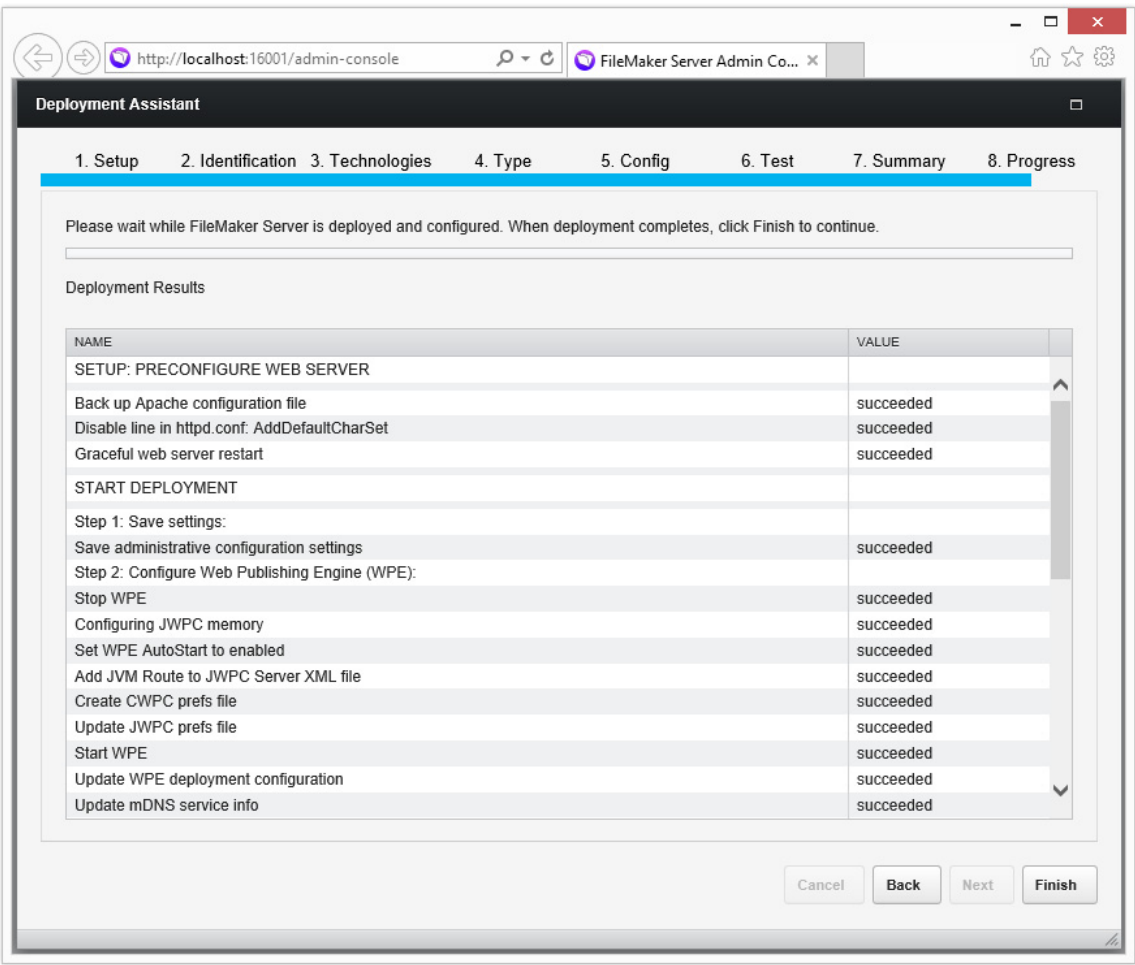 http://localhost:16001/admin-console
FileMaker Server Admin Co...
Deployment Assistant
1. Setup 2. Identification 3. Technologies 4. Type 5. Config 6. Test 7. Summary 8. Progress
Please wait while FileMaker Server is deployed and configured. When deployment completes, click Finish to continue.
Deployment Results
NAME VALUE
SETUP: PRECONFIGURE WEB SERVER
Back up Apache configuration file succeeded
Disable line in httpd.conf: AddDefaultCharSet succeeded
Graceful web server restart succeeded
START DEPLOYMENT
Step 1: Save settings:
Save administrative configuration settings succeeded
Step 2: Configure Web Publishing Engine (WPE):
Stop WPE succeeded
Configuring JWPC memory succeeded
Set WPE AutoStart to enabled succeeded
Add JVM Route to JWPC Server XML file succeeded
Create CWPC prefs file succeeded
Update JWPC prefs file succeeded
Start WPE succeeded
Update WPE deployment configuration succeeded
Update mDNS service info succeeded
Cancel Back Next Finish